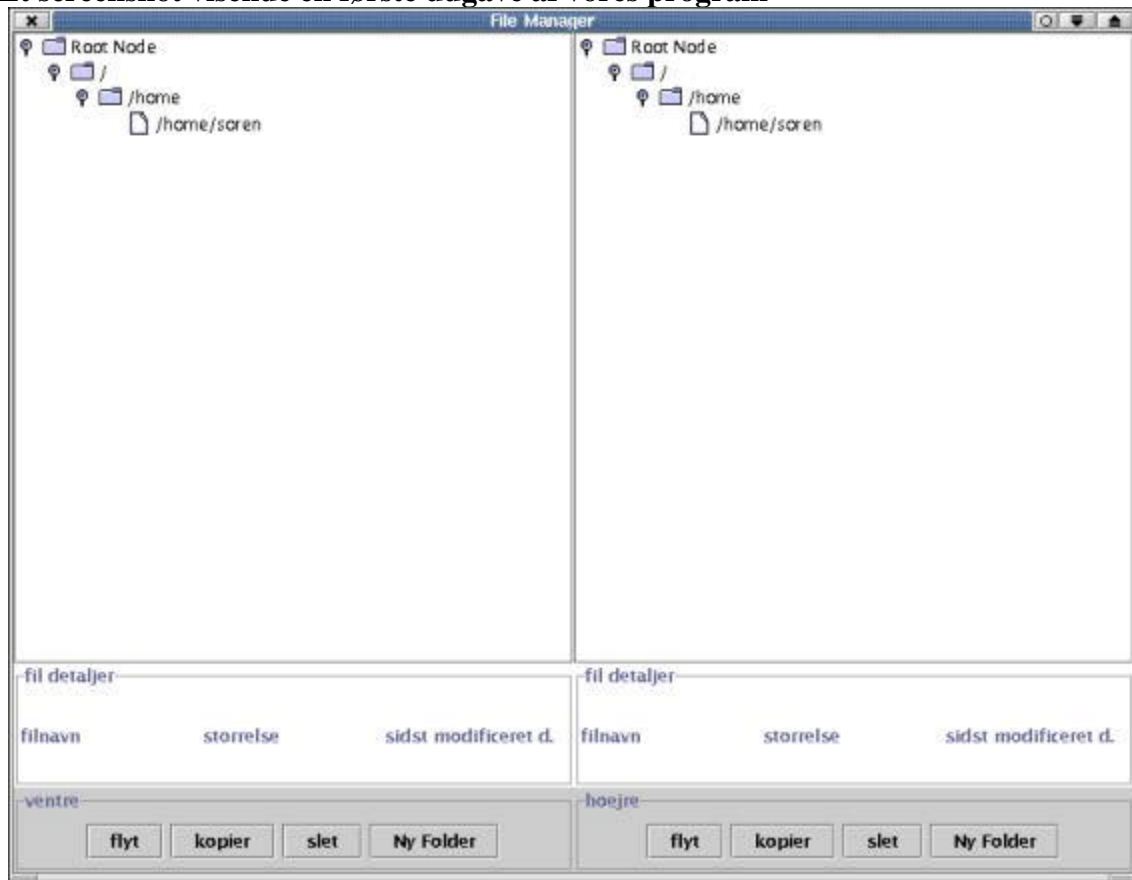 Et screenshot visende en første udgave af vores program
File Manager
Root Node
/
/home
/home/soren
Root Node
/
/home
/home/soren
fil detaljer
filnavn storrelse sidst modificeret d.
fil detaljer
filnavn storrelse sidst modificeret d.
ventre
flyt kopier slet Ny Folder
hoejre
flyt kopier slet Ny Folder